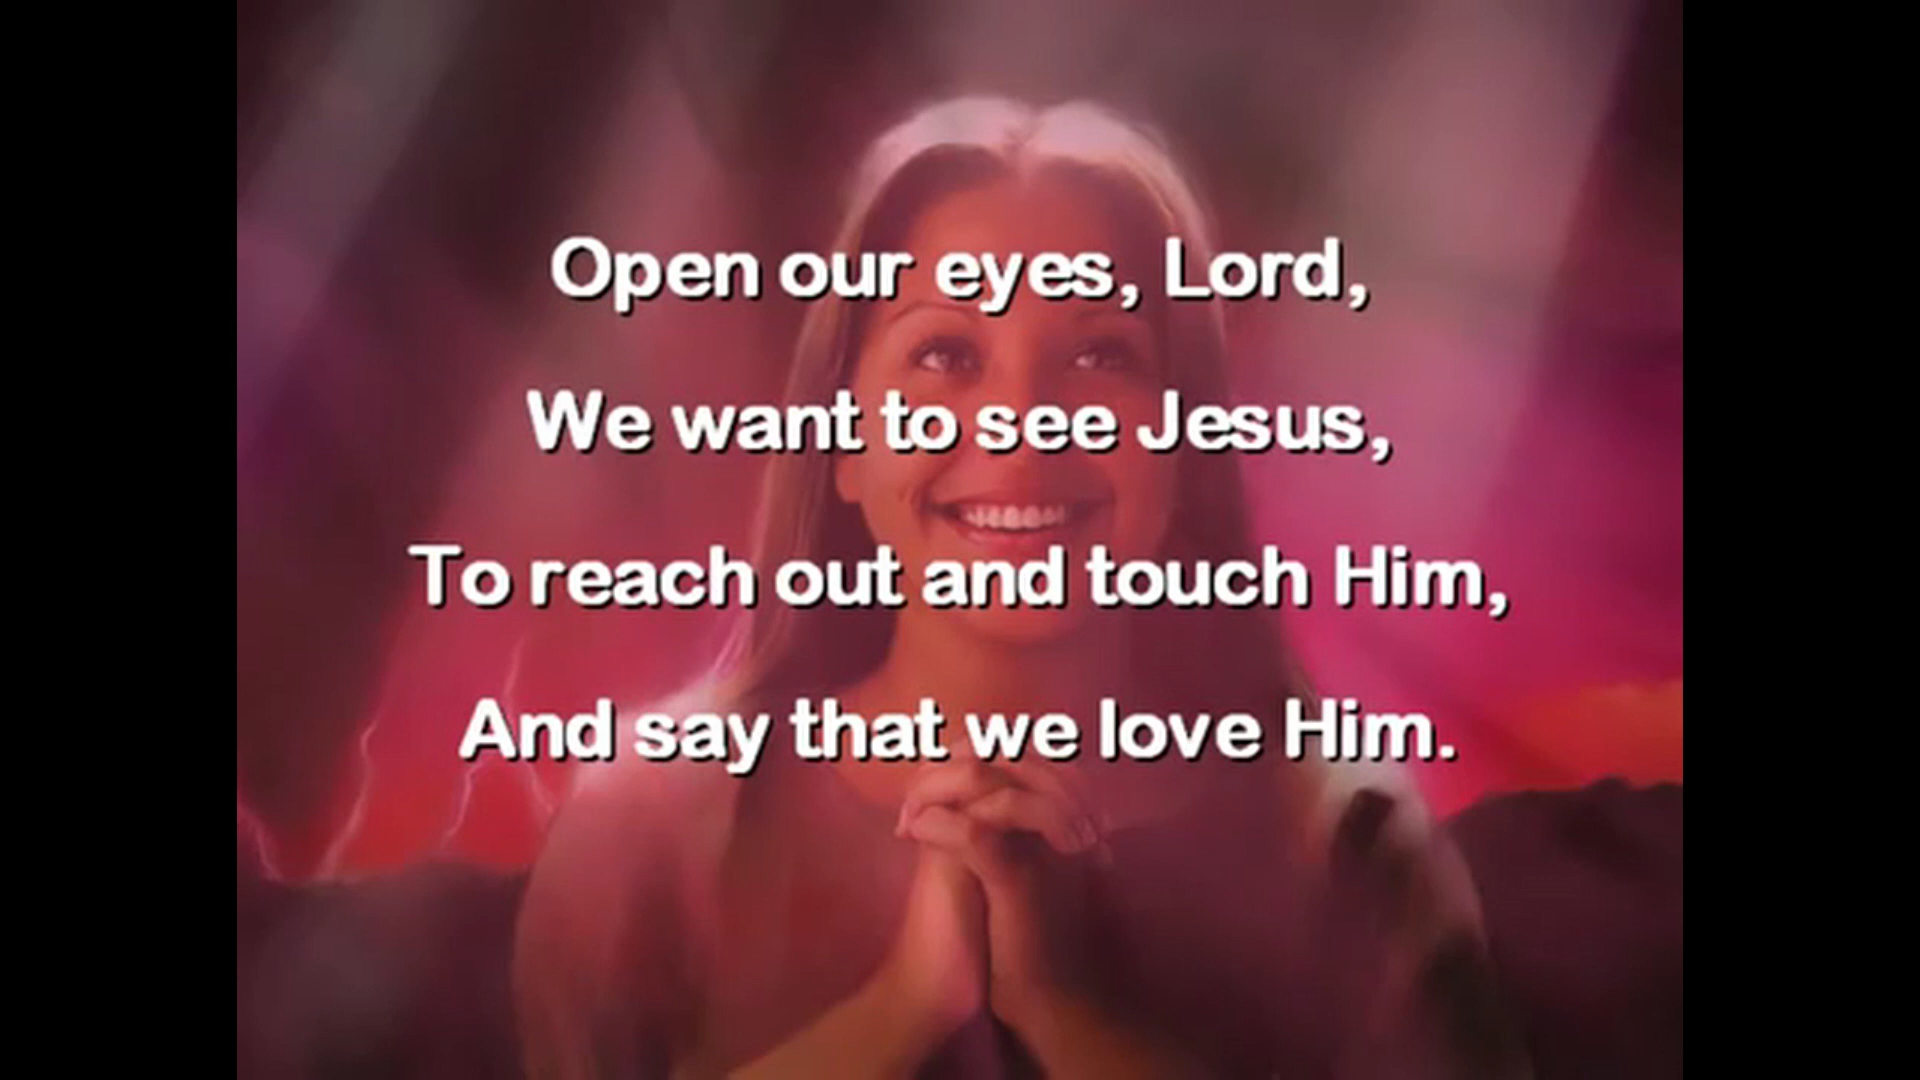 Open our eyes, Lord,
We want to see Jesus,
To reach out and touch Him,
And say that we love Him.